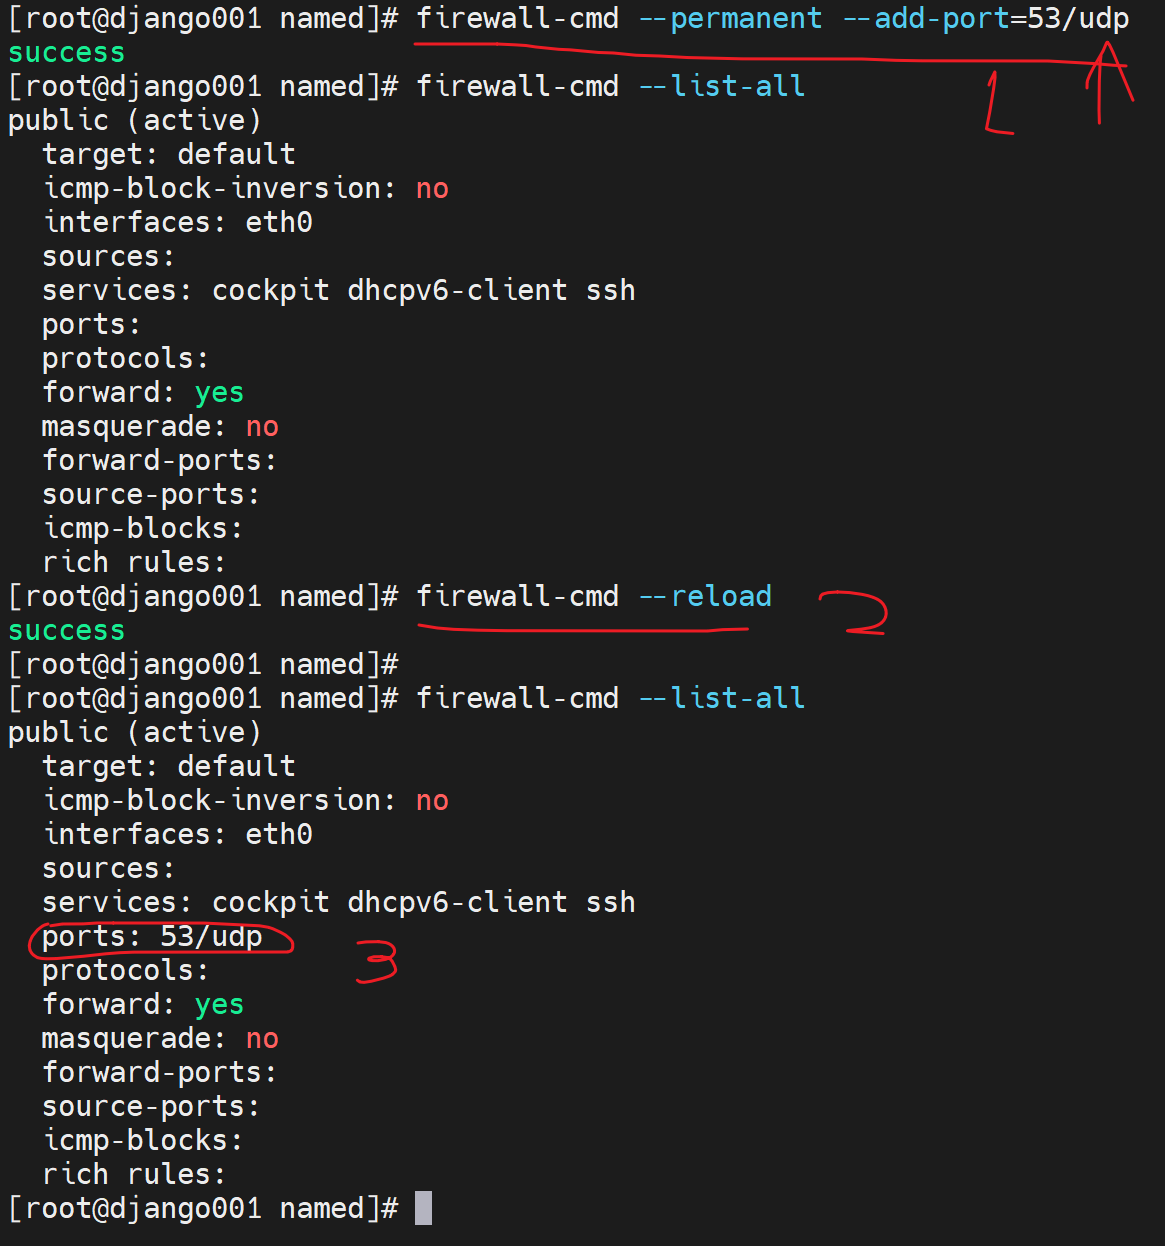 [root@django001 named]# firewall-cmd --permanent --add-port=53/udp
success
1
[root@django001 named]# firewall-cmd --list-all
public (active)
  target: default
  icmp-block-inversion: no
  interfaces: eth0
  sources:
  services: cockpit dhcpv6-client ssh
  ports:
  protocols:
  forward: yes
  masquerade: no
  forward-ports:
  source-ports:
  icmp-blocks:
  rich rules:
[root@django001 named]# firewall-cmd --reload 2
success
[root@django001 named]#
[root@django001 named]# firewall-cmd --list-all
public (active)
  target: default
  icmp-block-inversion: no
  interfaces: eth0
  sources:
  services: cockpit dhcpv6-client ssh
  ports: 53/udp 3
  protocols:
  forward: yes
  masquerade: no
  forward-ports:
  source-ports:
  icmp-blocks:
  rich rules:
[root@django001 named]#